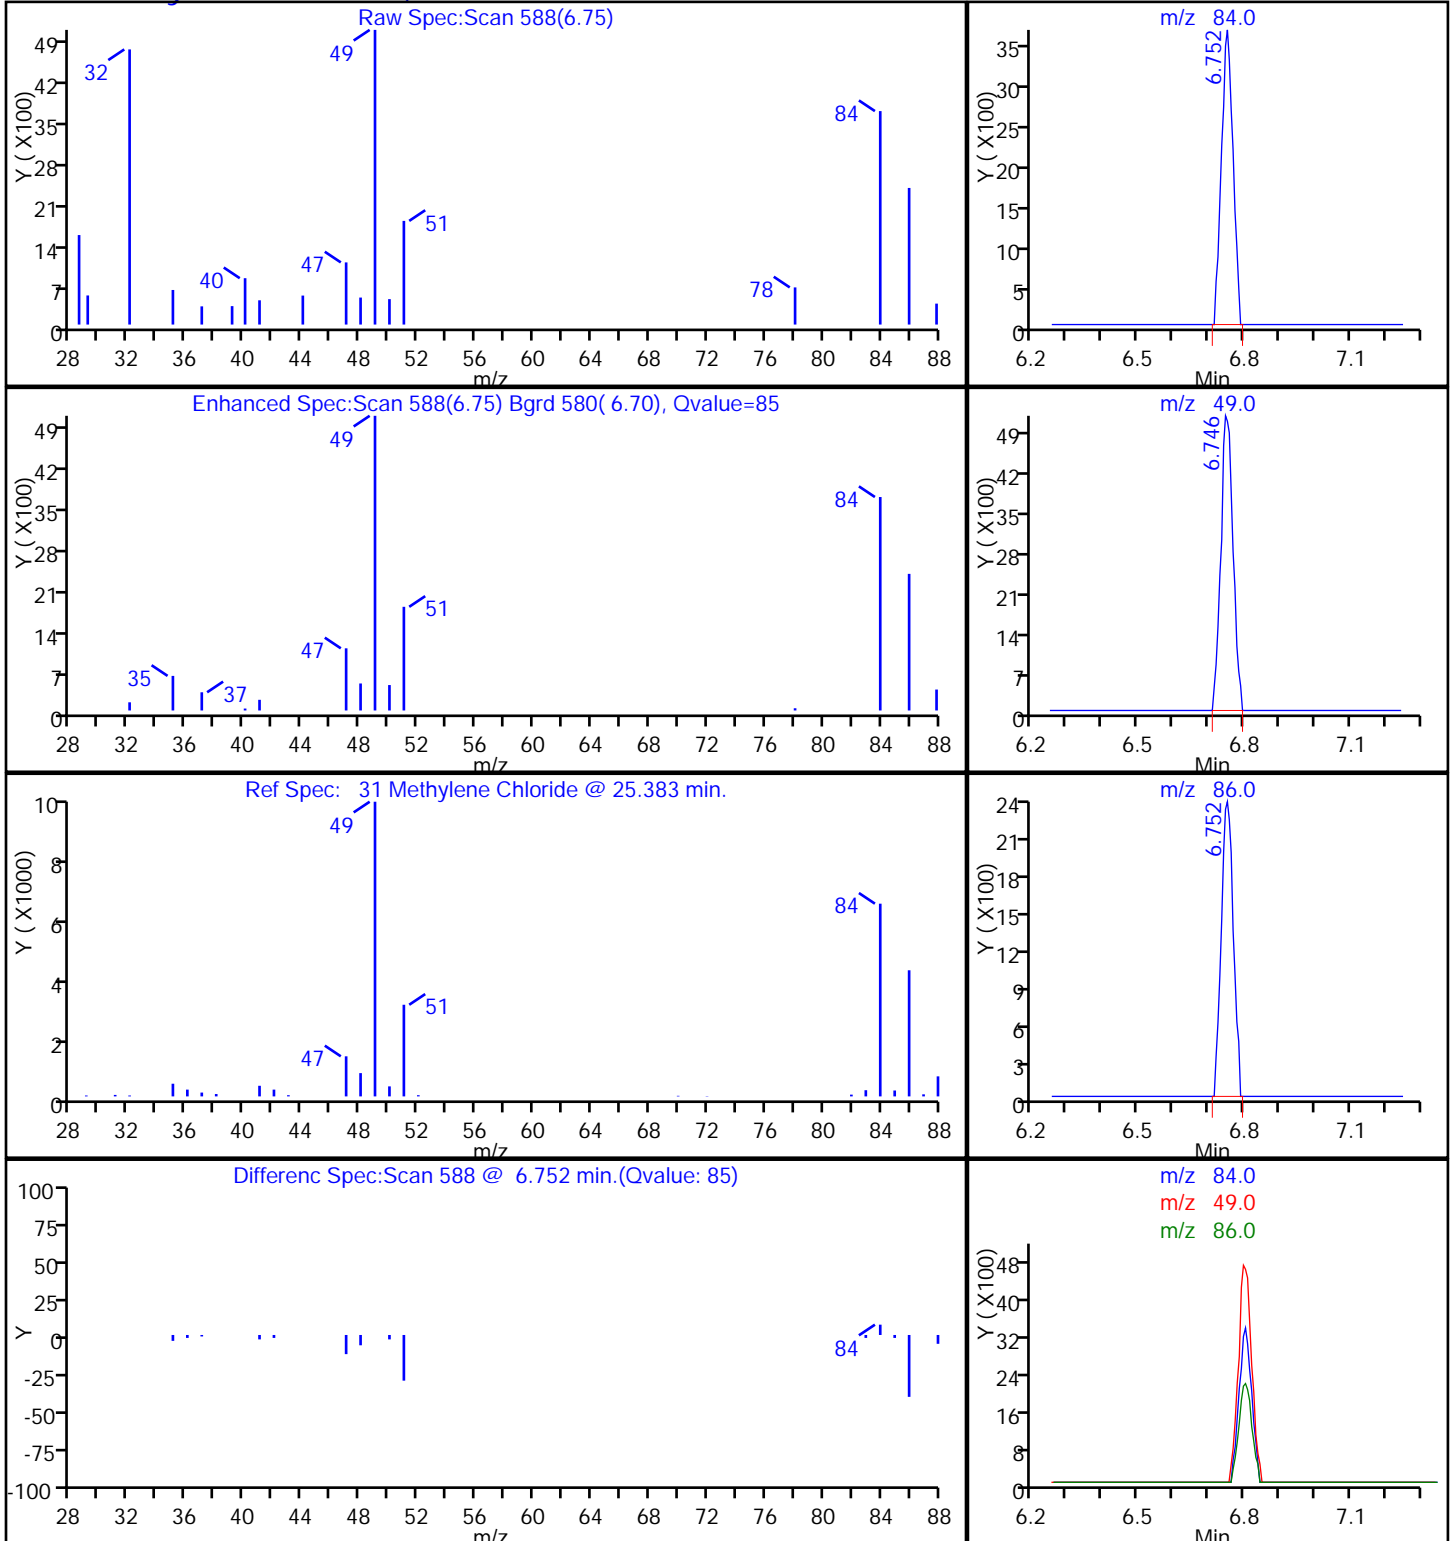 Raw Spec:Scan 588(6.75)
Y ( X100)
49
42
35
28
21
14
7
0
32
40
47
49
51
78
84
28 32 36 40 44 48 52 56 60 64 68 72 76 80 84 88
m/z
m/z 84.0
Y ( X100)
35
30
25
20
15
10
5
0
6.752
6.2 6.5 6.8 7.1
Min
Enhanced Spec:Scan 588(6.75) Bgrd 580( 6.70), Qvalue=85
Y ( X100)
49
42
35
28
21
14
7
0
35
37
47
49
51
84
28 32 36 40 44 48 52 56 60 64 68 72 76 80 84 88
m/z
m/z 49.0
Y ( X100)
49
42
35
28
21
14
7
0
6.746
6.2 6.5 6.8 7.1
Min
Ref Spec: 31 Methylene Chloride @ 25.383 min.
Y ( X1000)
10
8
6
4
2
0
47
49
51
84
28 32 36 40 44 48 52 56 60 64 68 72 76 80 84 88
m/z
m/z 86.0
Y ( X100)
24
21
18
15
12
9
6
3
0
6.752
6.2 6.5 6.8 7.1
Min
Differenc Spec:Scan 588 @ 6.752 min.(Qvalue: 85)
Y
100
75
50
25
0
-25
-50
-75
-100
84
28 32 36 40 44 48 52 56 60 64 68 72 76 80 84 88
m/z
m/z 84.0
m/z 49.0
m/z 86.0
Y ( X100)
48
40
32
24
16
8
0
6.2 6.5 6.8 7.1
Min